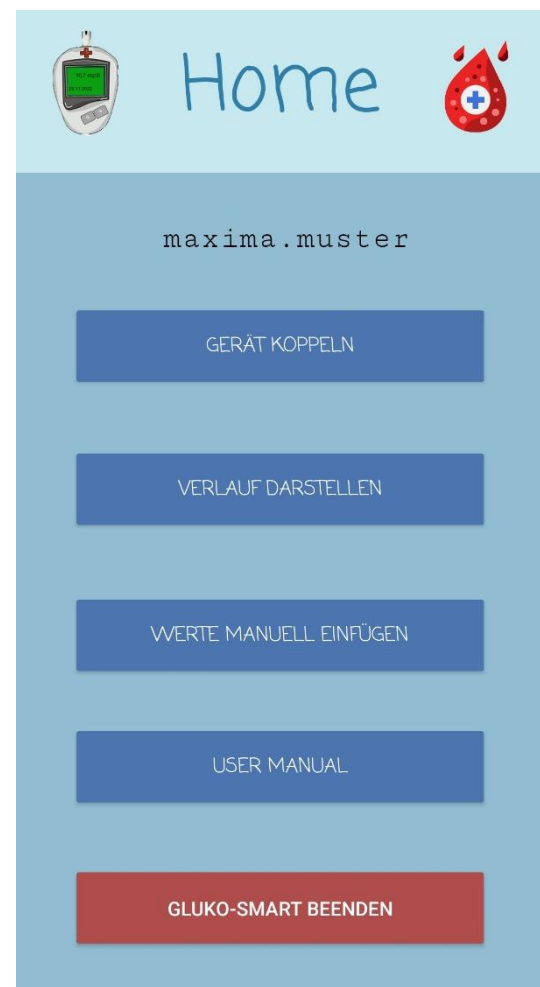 Home
maxima.muster
GERÄT KOPPELN
VERLAUF DARSTELLEN
WERTE MANUELL EINFÜGEN
USER MANUAL
GLUKO-SMART BEENDEN